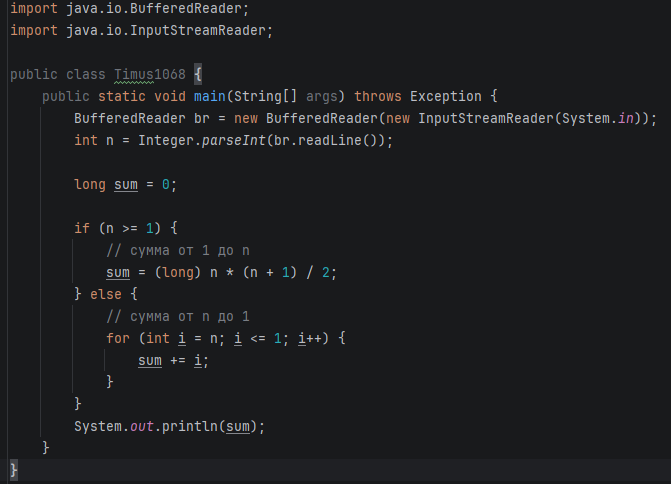 import java.io.BufferedReader;
import java.io.InputStreamReader;

public class Timus1068 {
    public static void main(String[] args) throws Exception {
        BufferedReader br = new BufferedReader(new InputStreamReader(System.in));
        int n = Integer.parseInt(br.readLine());

        long sum = 0;

        if (n >= 1) {
            // сумма от 1 до n
            sum = (long) n * (n + 1) / 2;
        } else {
            // сумма от n до 1
            for (int i = n; i <= 1; i++) {
                sum += i;
            }
        }
        System.out.println(sum);
    }
}